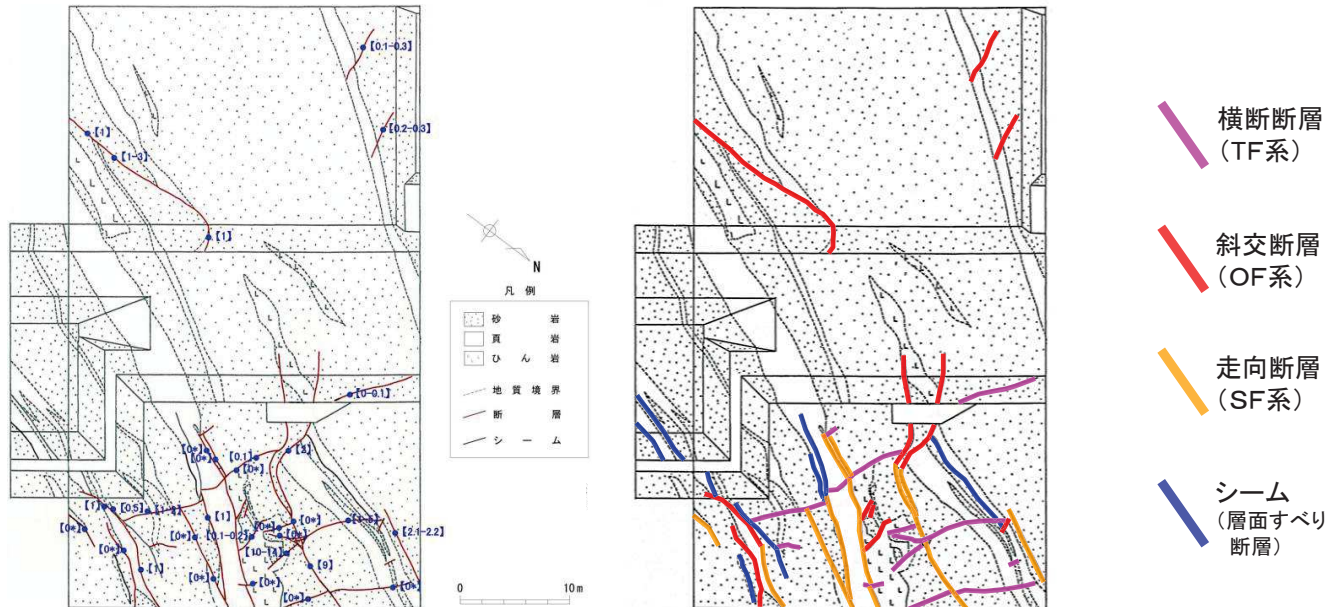 【0.1-0.3】
【0.2-0.3】
【1】
【1-3】
【1】
N
凡例
砂岩
頁岩
ひん岩
地質境界
断層
シーム
0 10m
【0-0.1】
【0*】
【0*】
【0.1】
【2】
【0*】
【1】
【0.5】
【0*】
【1】
【0*】
【0*】
【2.1-2.2】
【0*】
【0.1-0.2】
【0*】
【0*】
【10-14】
【9】
【1】
【0*】
【0*】
【0*】
【0*】
横断断層
（TF系）
斜交断層
（OF系）
走向断層
（SF系）
シーム
（層面すべり
断層）